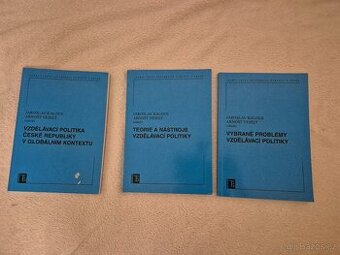 JAROSLAV KALOUS
ARNOŠT VESELÝ
VZDĚLÁVACÍ POLITIKA
ČESKÉ REPUBLIKY
V GLOBÁLNÍM KONTEXTU
JAROSLAV KALOUS
ARNOŠT VESELÝ
TEORIE A NÁSTROJE
VZDĚLÁVACÍ POLITIKY
JAROSLAV KALOUS
ARNOŠT VESELÝ
VYBRANÉ PROBLÉMY
VZDĚLÁVACÍ POLITIKY